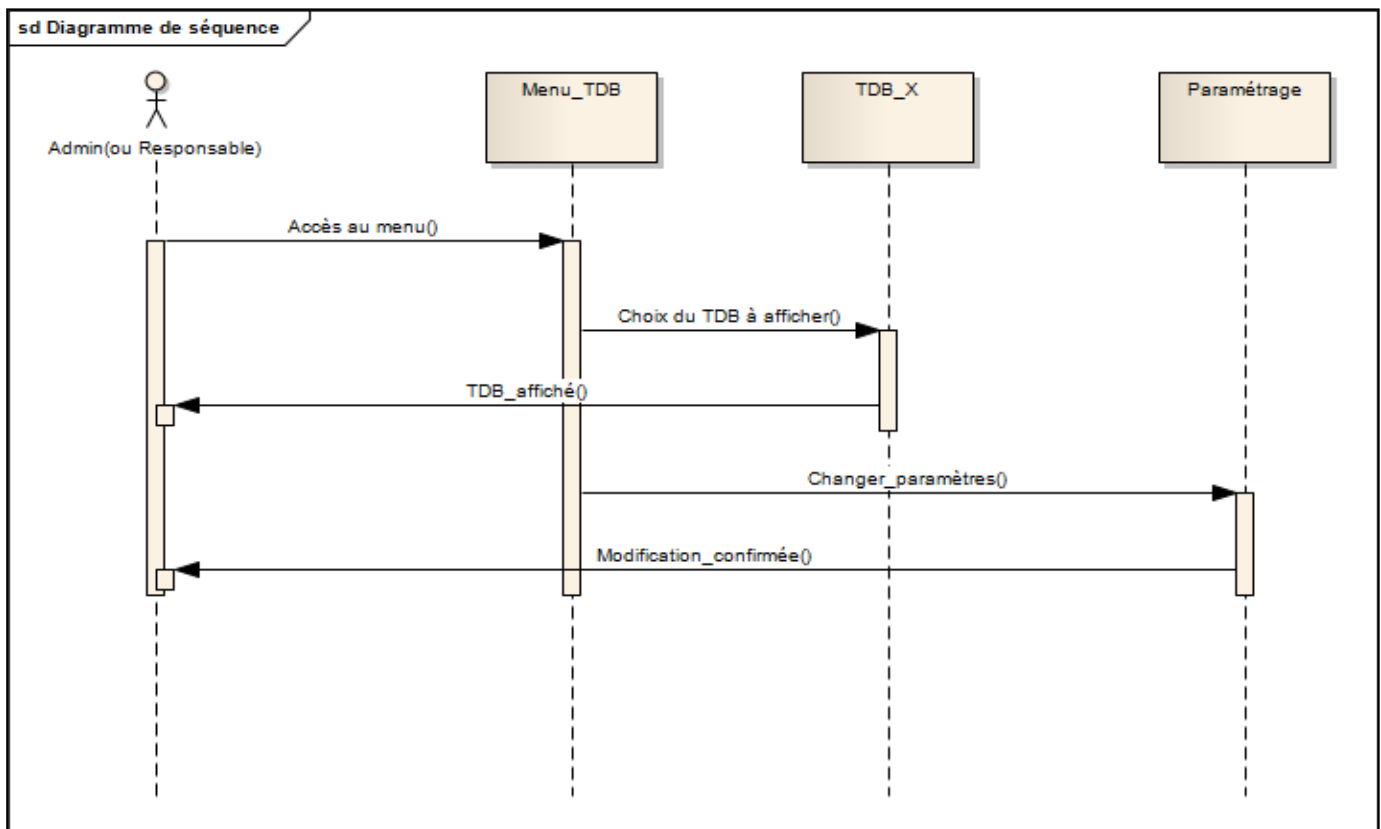 sd Diagramme de séquence
Menu_TDB
TDB_X
Paramétrage
Admin(ou Responsable)
Accès au menu()
Choix du TDB à afficher()
TDB_affiché()
Changer_paramètres()
Modification_confirmée()